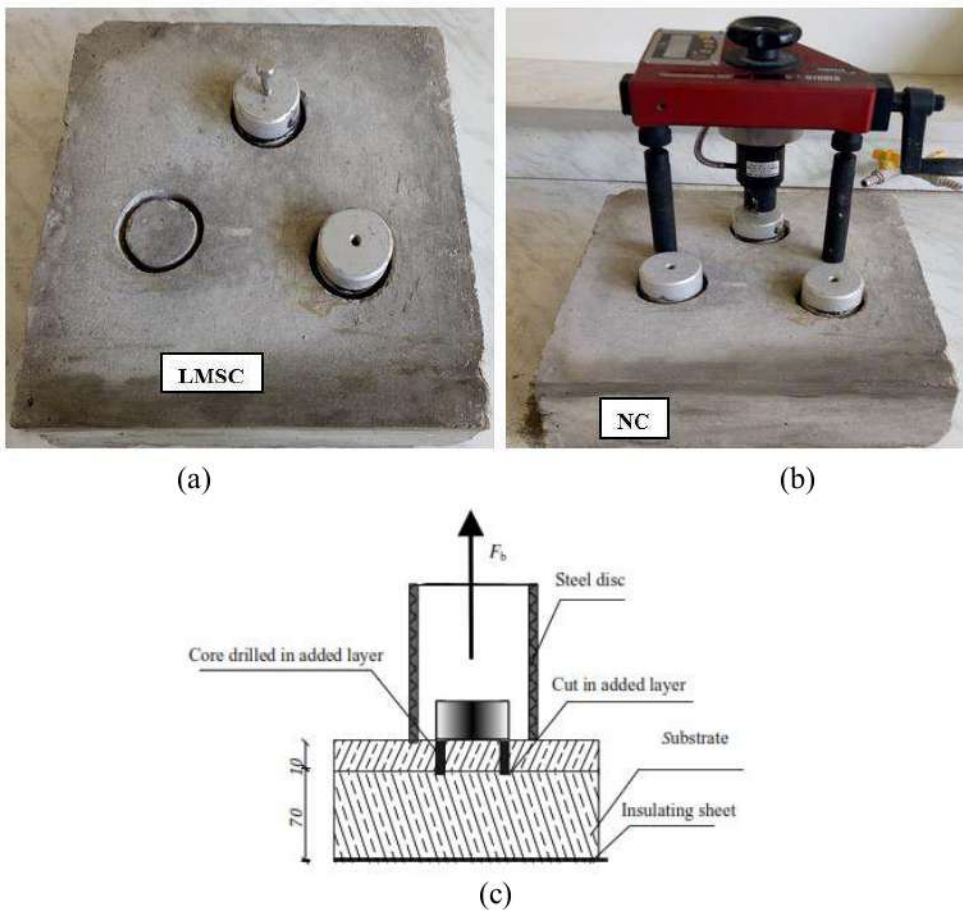 LMSC
NC
(a)
(b)
F_b
Steel disc
Core drilled in added layer
Cut in added layer
Substrate
10
70
Insulating sheet
(c)